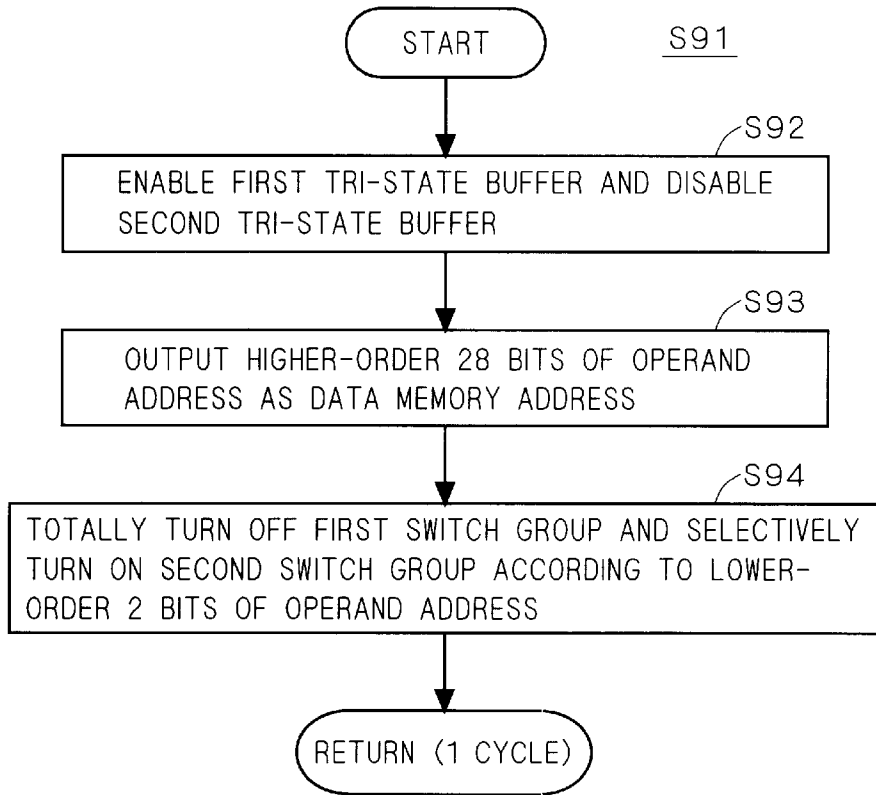 START
S91
S92
ENABLE FIRST TRI-STATE BUFFER AND DISABLE
SECOND TRI-STATE BUFFER
S93
OUTPUT HIGHER-ORDER 28 BITS OF OPERAND
ADDRESS AS DATA MEMORY ADDRESS
S94
TOTALLY TURN OFF FIRST SWITCH GROUP AND SELECTIVELY
TURN ON SECOND SWITCH GROUP ACCORDING TO LOWER-
ORDER 2 BITS OF OPERAND ADDRESS
RETURN (1 CYCLE)